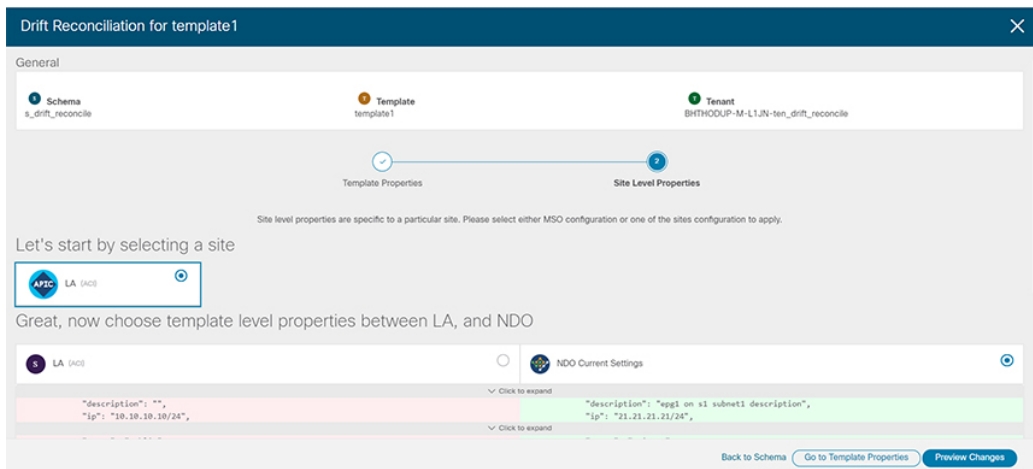 Drift Reconciliation for template1
General
S Schema
s_drift_reconcile
T Template
template1
T Tenant
BHTHODUP-M-L1JN-ten_drift_reconcile
2
Template Properties
Site Level Properties
Site level properties are specific to a particular site. Please select either MSO configuration or one of the sites configuration to apply.
Let's start by selecting a site
APIC LA (ACI)
Great, now choose template level properties between LA, and NDO
S LA (ACI)
NDO Current Settings
Click to expand
"description": "",
"ip": "10.10.10.10/24",
"description": "epg1 on s1 subnet1 description",
"ip": "21.21.21.21/24",
Click to expand
Back to Schema
Go to Template Properties
Preview Changes